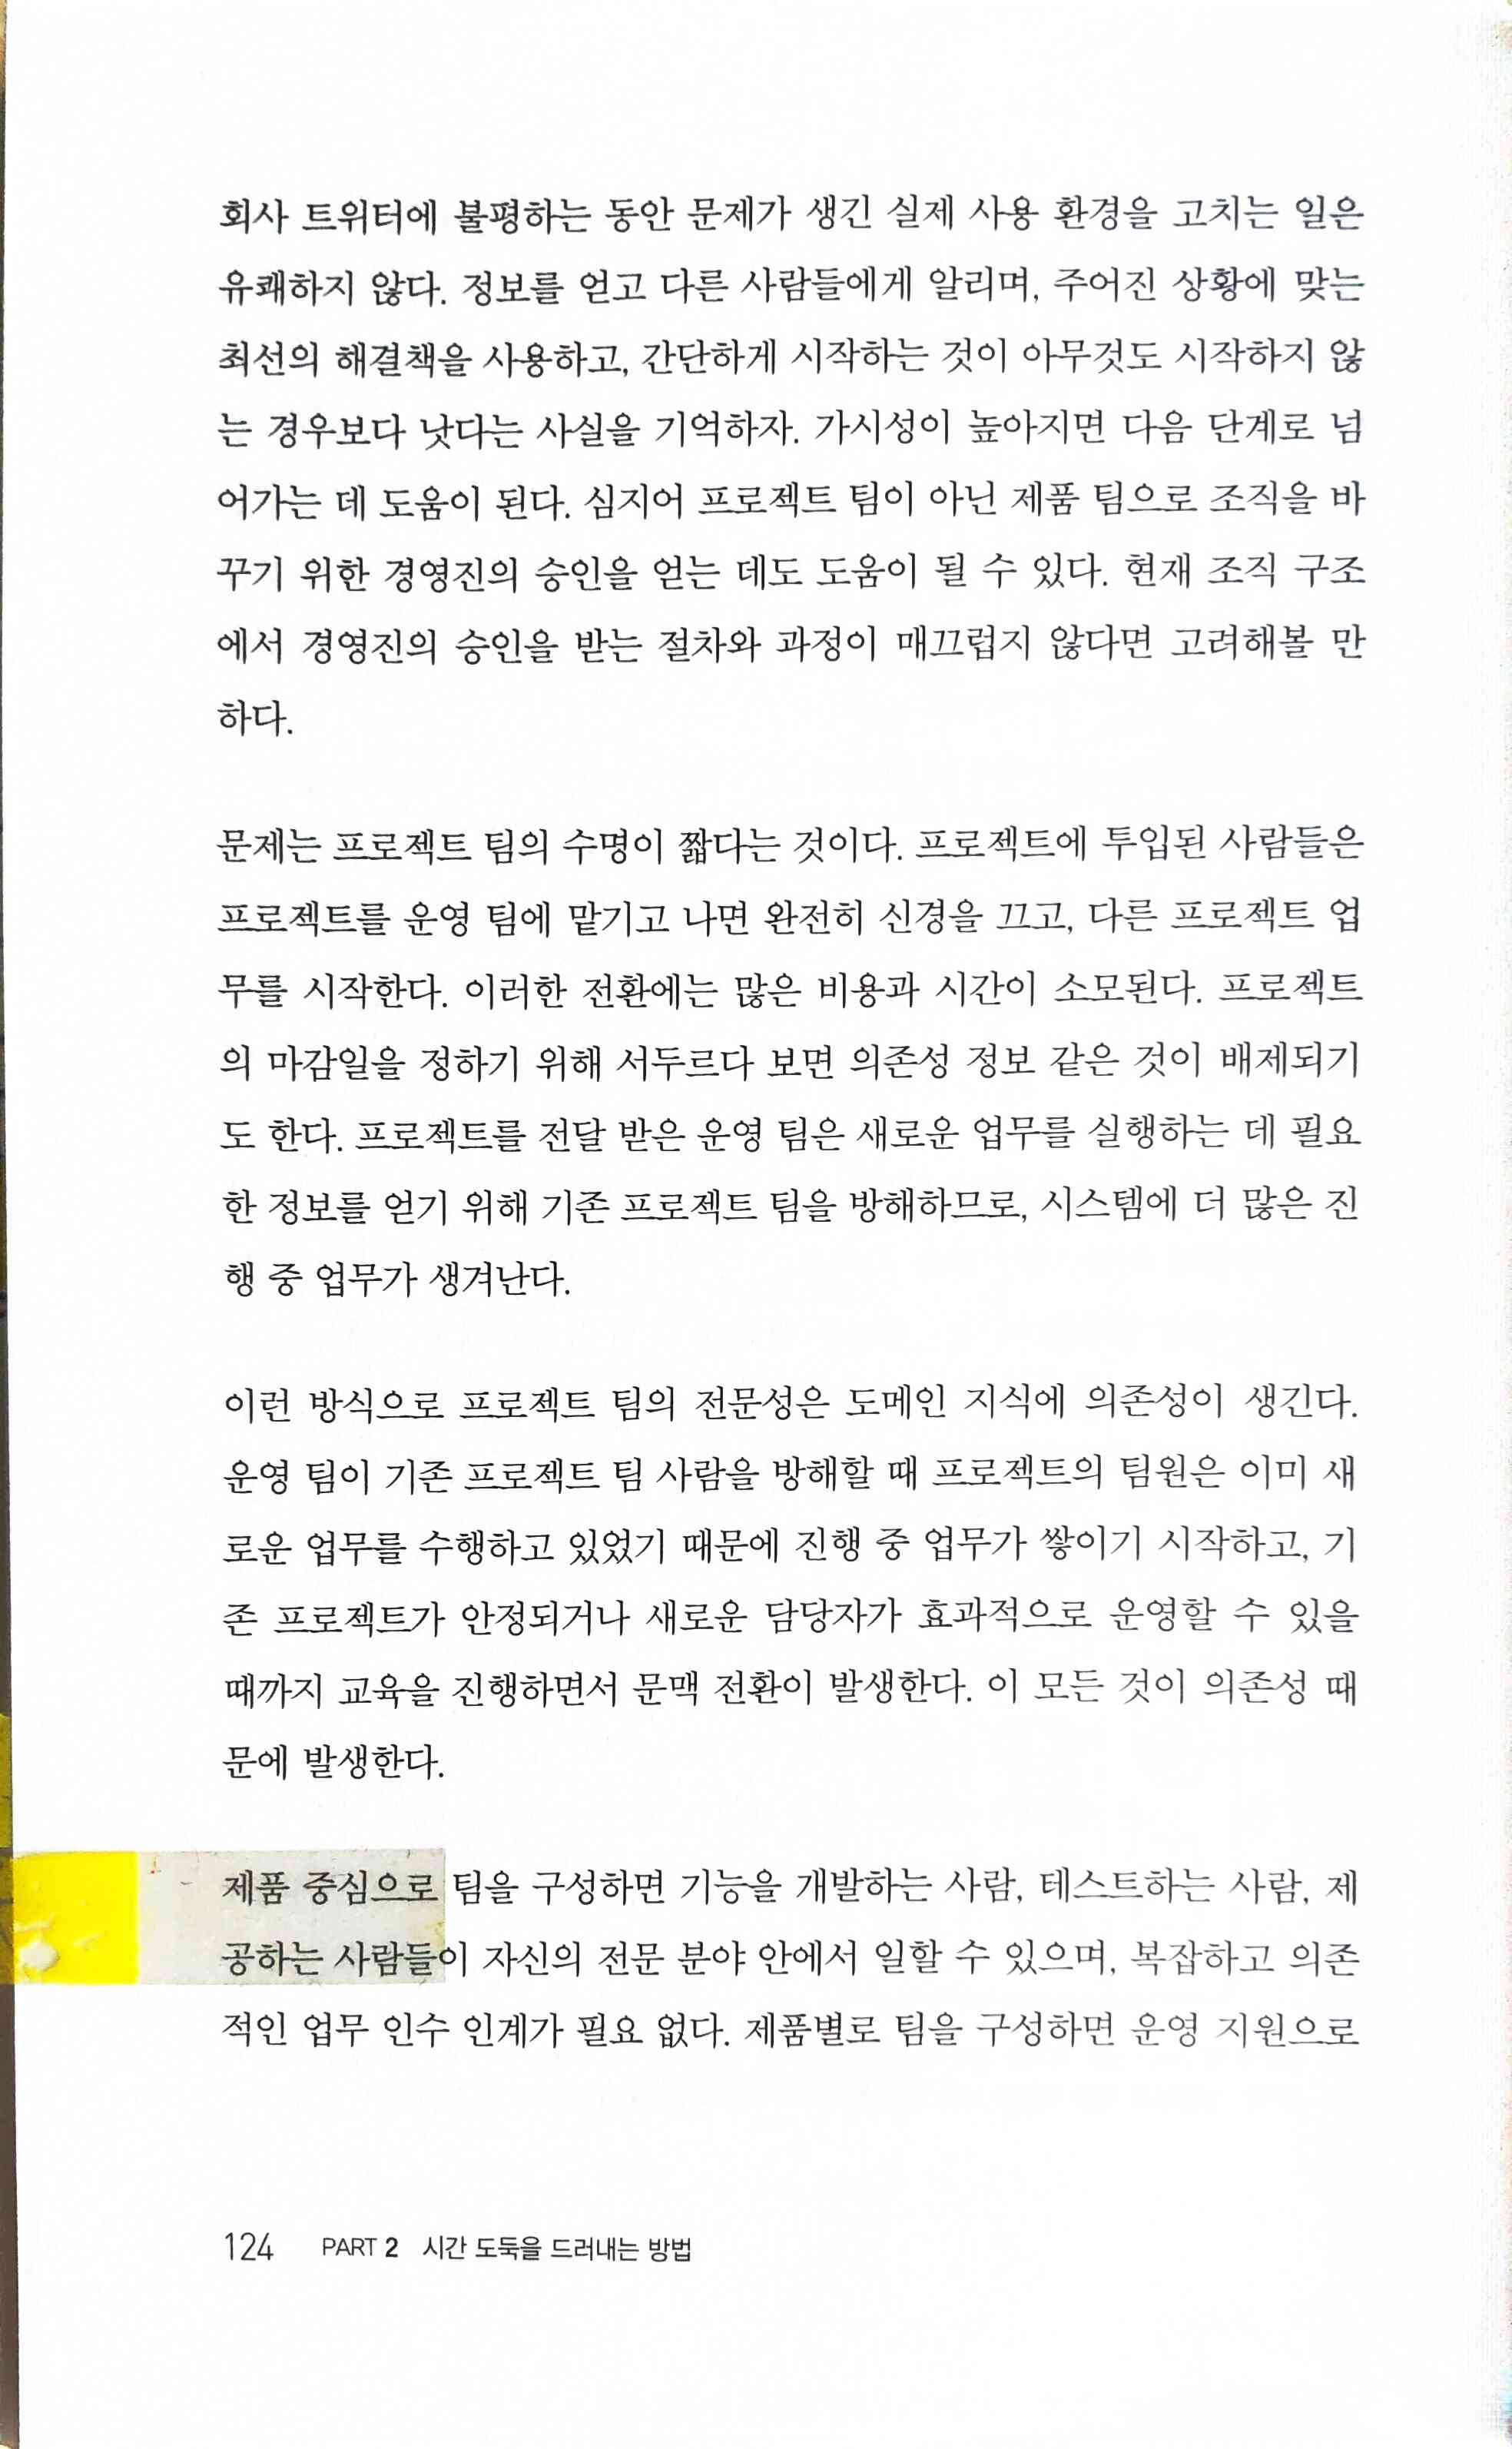 회사 트위터에 불평하는 동안 문제가 생긴 실제 사용 환경을 고치는 일은
유쾌하지 않다. 정보를 얻고 다른 사람들에게 알리며, 주어진 상황에 맞는
최선의 해결책을 사용하고, 간단하게 시작하는 것이 아무것도 시작하지 않
는 경우보다 낫다는 사실을 기억하자. 가시성이 높아지면 다음 단계로 넘
어가는 데 도움이 된다. 심지어 프로젝트 팀이 아닌 제품 팀으로 조직을 바
꾸기 위한 경영진의 승인을 얻는 데도 도움이 될 수 있다. 현재 조직 구조
에서 경영진의 승인을 받는 절차와 과정이 매끄럽지 않다면 고려해볼 만
하다.
문제는 프로젝트 팀의 수명이 짧다는 것이다. 프로젝트에 투입된 사람들은
프로젝트를 운영 팀에 맡기고 나면 완전히 신경을 끄고, 다른 프로젝트 업
무를 시작한다. 이러한 전환에는 많은 비용과 시간이 소모된다. 프로젝트
의 마감일을 정하기 위해 서두르다 보면 의존성 정보 같은 것이 배제되기
도 한다. 프로젝트를 전달 받은 운영 팀은 새로운 업무를 실행하는 데 필요
한 정보를 얻기 위해 기존 프로젝트 팀을 방해하므로, 시스템에 더 많은 진
행 중 업무가 생겨난다.
이런 방식으로 프로젝트 팀의 전문성은 도메인 지식에 의존성이 생긴다.
운영 팀이 기존 프로젝트 팀 사람을 방해할 때 프로젝트의 팀원은 이미 새
로운 업무를 수행하고 있었기 때문에 진행 중 업무가 쌓이기 시작하고, 기
존 프로젝트가 안정되거나 새로운 담당자가 효과적으로 운영할 수 있을
때까지 교육을 진행하면서 문맥 전환이 발생한다. 이 모든 것이 의존성 때
문에 발생한다.
제품 중심으로 팀을 구성하면 기능을 개발하는 사람, 테스트하는 사람, 제
공하는 사람들이 자신의 전문 분야 안에서 일할 수 있으며, 복잡하고 의존
적인 업무 인수 인계가 필요 없다. 제품별로 팀을 구성하면 운영 지원으로
124 PART 2 시간 도둑을 드러내는 방법